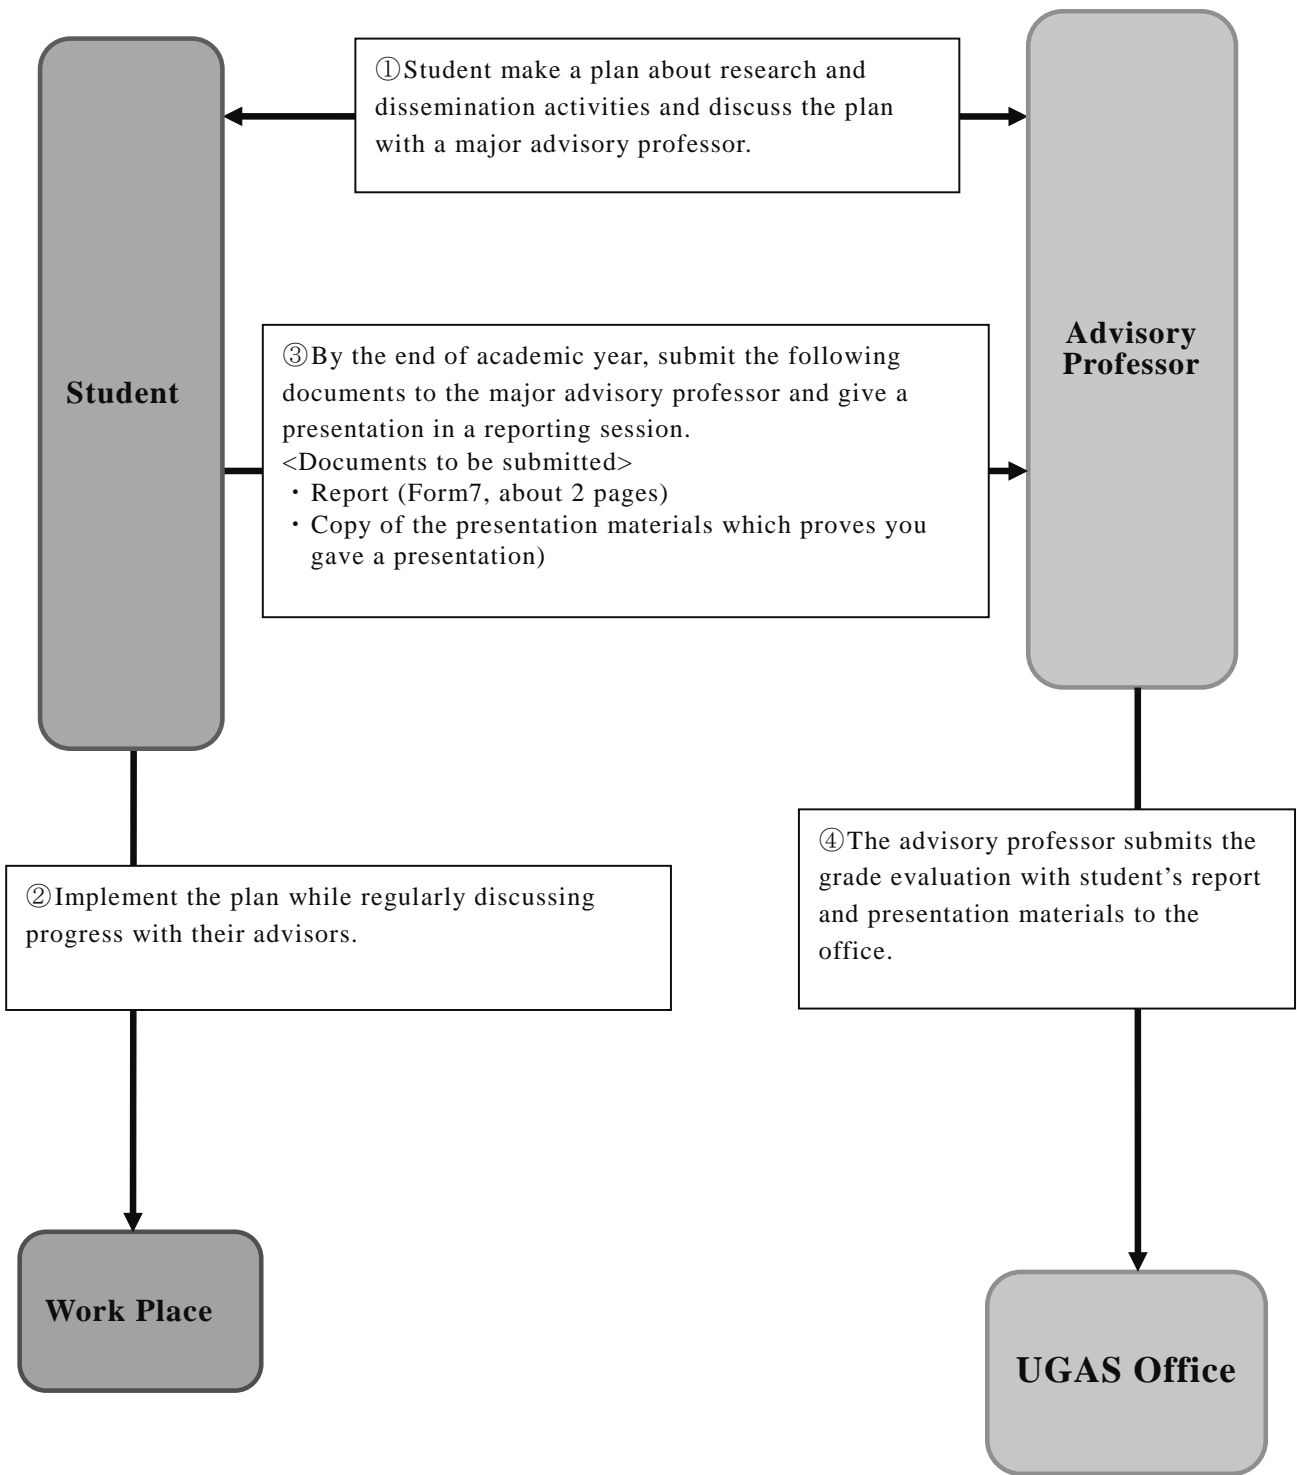 ①Student make a plan about research and
dissemination activities and discuss the plan
with a major advisory professor.
Advisory
Professor
Student
③By the end of academic year, submit the following
documents to the major advisory professor and give a
presentation in a reporting session.
<Documents to be submitted>
・Report (Form7, about 2 pages)
・Copy of the presentation materials which proves you
gave a presentation)
②Implement the plan while regularly discussing
progress with their advisors.
④The advisory professor submits the
grade evaluation with student’s report
and presentation materials to the
office.
Work Place
UGAS Office